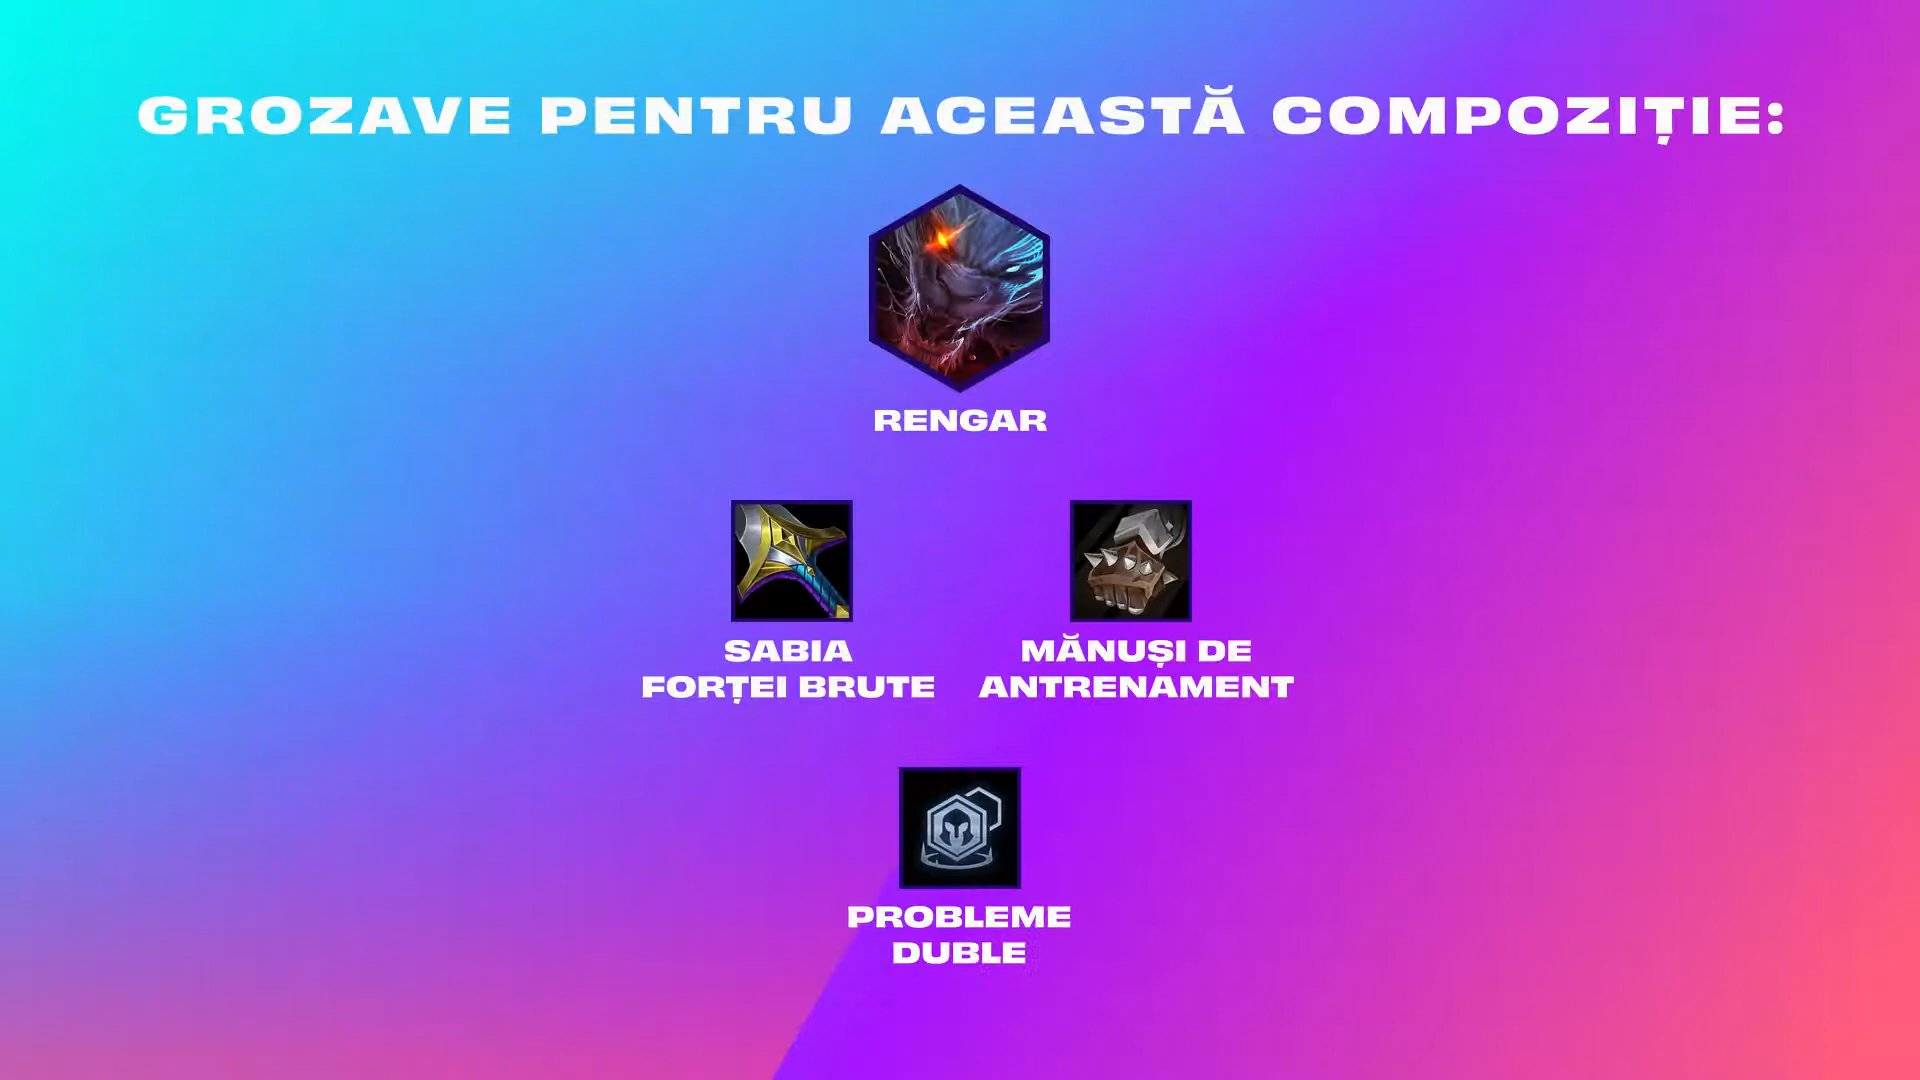 GROZAVE PENTRU ACEASTĂ COMPOZIȚIE:
RENGAR
SABIA
FORȚEI BRUTE
MĂNUȘI DE
ANTRENAMENT
PROBLEME
DUBLE